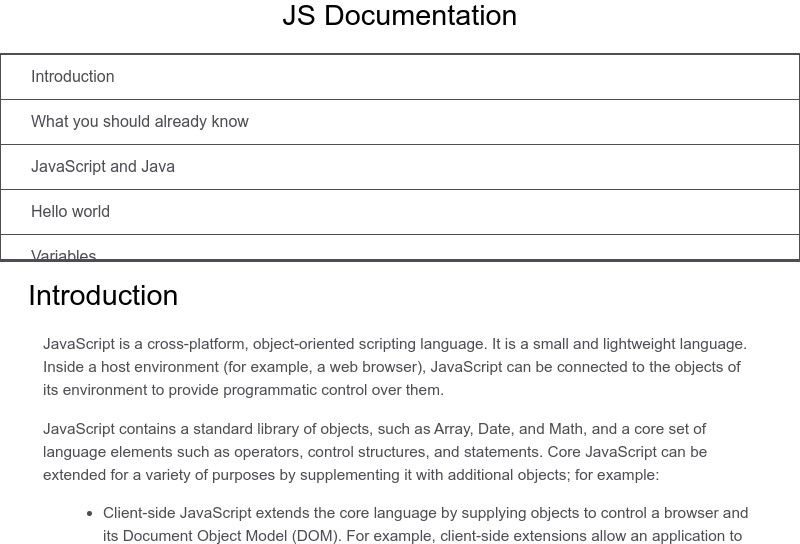 JS Documentation
Introduction
What you should already know
JavaScript and Java
Hello world
Variables
Introduction
JavaScript is a cross-platform, object-oriented scripting language. It is a small and lightweight language.
Inside a host environment (for example, a web browser), JavaScript can be connected to the objects of
its environment to provide programmatic control over them.
JavaScript contains a standard library of objects, such as Array, Date, and Math, and a core set of
language elements such as operators, control structures, and statements. Core JavaScript can be
extended for a variety of purposes by supplementing it with additional objects; for example:
• Client-side JavaScript extends the core language by supplying objects to control a browser and
its Document Object Model (DOM). For example, client-side extensions allow an application to